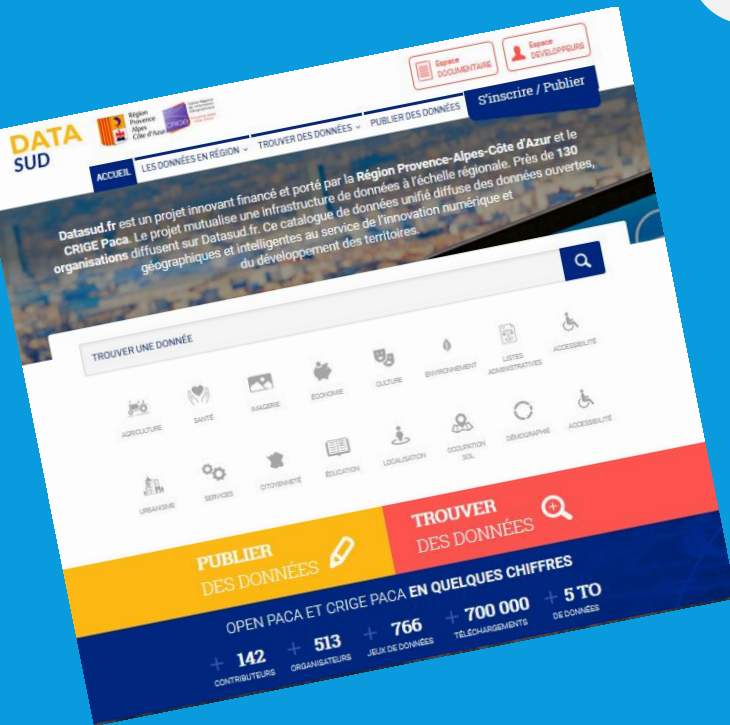 DATA
SUD
Région
Provence
Alpes
Côte d'Azur
CRIGE
Espace
DOCUMENTAIRE
Espace
DEVELOPPEURS
ACCUEIL
LES DONNÉES EN RÉGION
TROUVER DES DONNÉES
PUBLIER DES DONNÉES
S'inscrire / Publier
Datasud.fr est un projet innovant financé et porté par la Région Provence-Alpes-Côte d'Azur et le
CRIGE Paca. Le projet mutualise une infrastructure de données à l'échelle régionale. Près de 130
organisations diffusent sur Datasud.fr. Ce catalogue de données unifié diffuse des données ouvertes,
géographiques et intelligentes au service de l'innovation numérique et
du développement des territoires.
TROUVER UNE DONNÉE
AGRICULTURE
SANTÉ
IMAGERIE
ÉCONOMIE
CULTURE
ENVIRONNEMENT
LISTES
ADMINISTRATIVES
ACCESSIBILITÉ
URBANISME
SERVICES
CITOYENNETÉ
ÉDUCATION
LOCALISATION
OCCUPATION
SOL
DÉMOGRAPHIE
ACCESSIBILITÉ
PUBLIER
DES DONNÉES
TROUVER
DES DONNÉES
OPEN PACA ET CRIGE PACA EN QUELQUES CHIFFRES
+ 142
CONTRIBUTEURS
+ 513
ORGANISATEURS
+ 766
JEUX DE DONNÉES
+ 700 000
TÉLÉCHARGEMENTS
+ 5 TO
DE DONNÉES